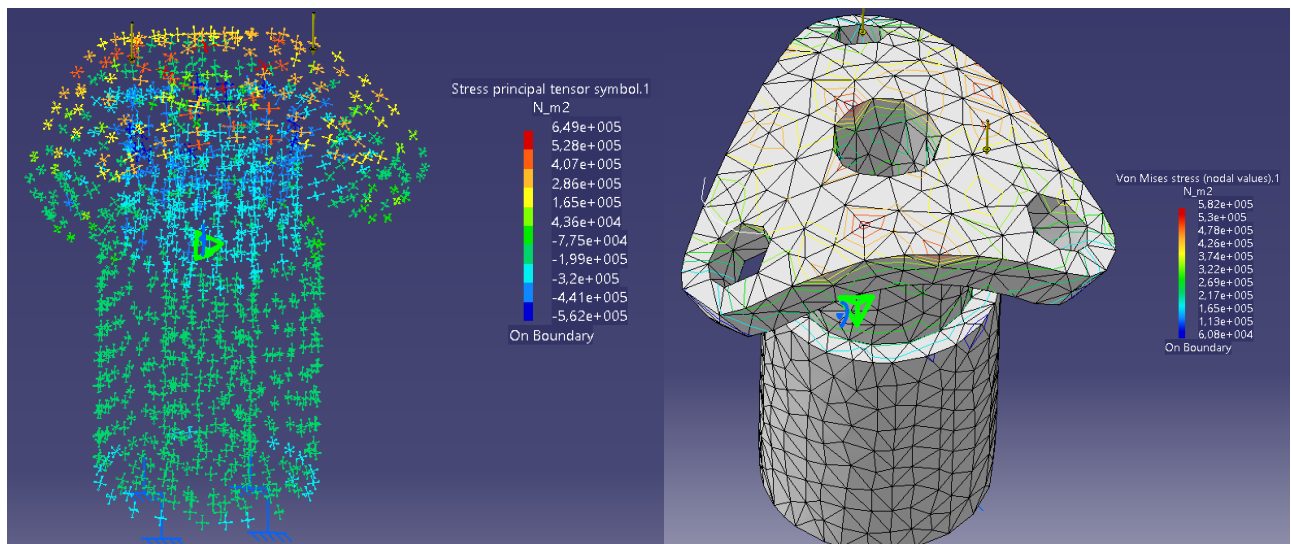 Stress principal tensor symbol.1
N_m2
6,49e+005
5,28e+005
4,07e+005
2,86e+005
1,65e+005
4,36e+004
-7,75e+004
-1,99e+005
-3,2e+005
-4,41e+005
-5,62e+005
On Boundary
Von Mises stress (nodal values).1
N_m2
5,82e+005
5,3e+005
4,78e+005
4,26e+005
3,74e+005
3,22e+005
2,69e+005
2,17e+005
1,65e+005
1,13e+005
6,08e+004
On Boundary